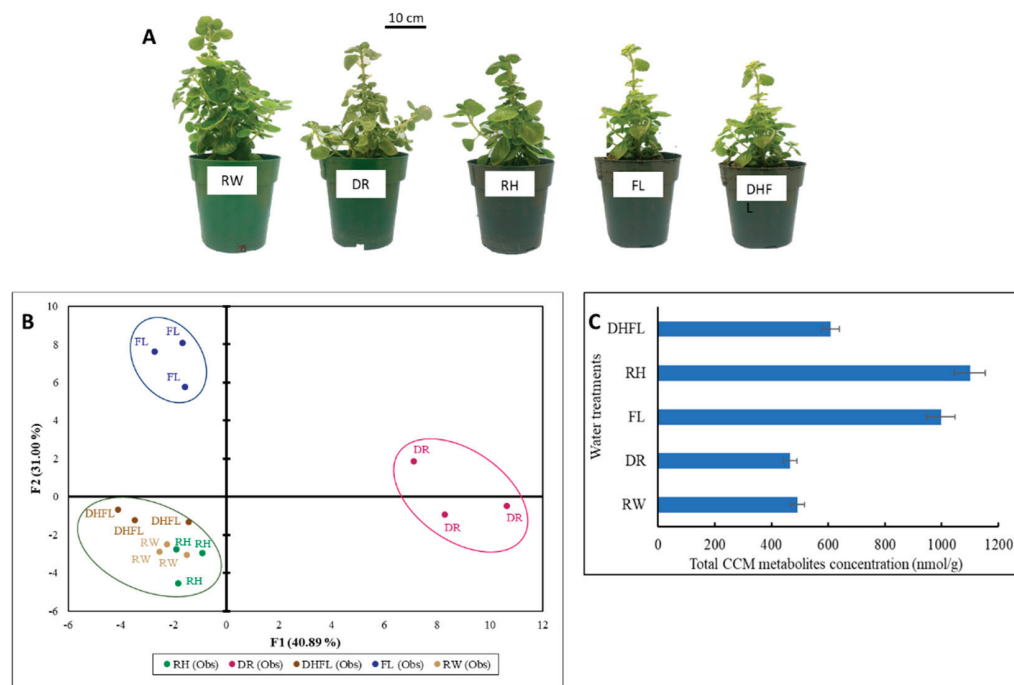 10 cm
A
RW
DR
RH
FL
DHF
L
B
10
8
6
4
2
0
-2
-4
-6
F2 (31.00 %)
FL
FL
FL
DR
DR
DR
DHFL
DHFL
DHFL
RW
RW
RW
RH
RH
RH
-6 -4 -2 0 2 4 6 8 10 12
F1 (40.89 %)
RH (Obs) DR (Obs) DHFL (Obs) FL (Obs) RW (Obs)
C
Water treatments
DHFL
RH
FL
DR
RW
0 200 400 600 800 1000 1200
Total CCM metabolites concentration (nmol/g)